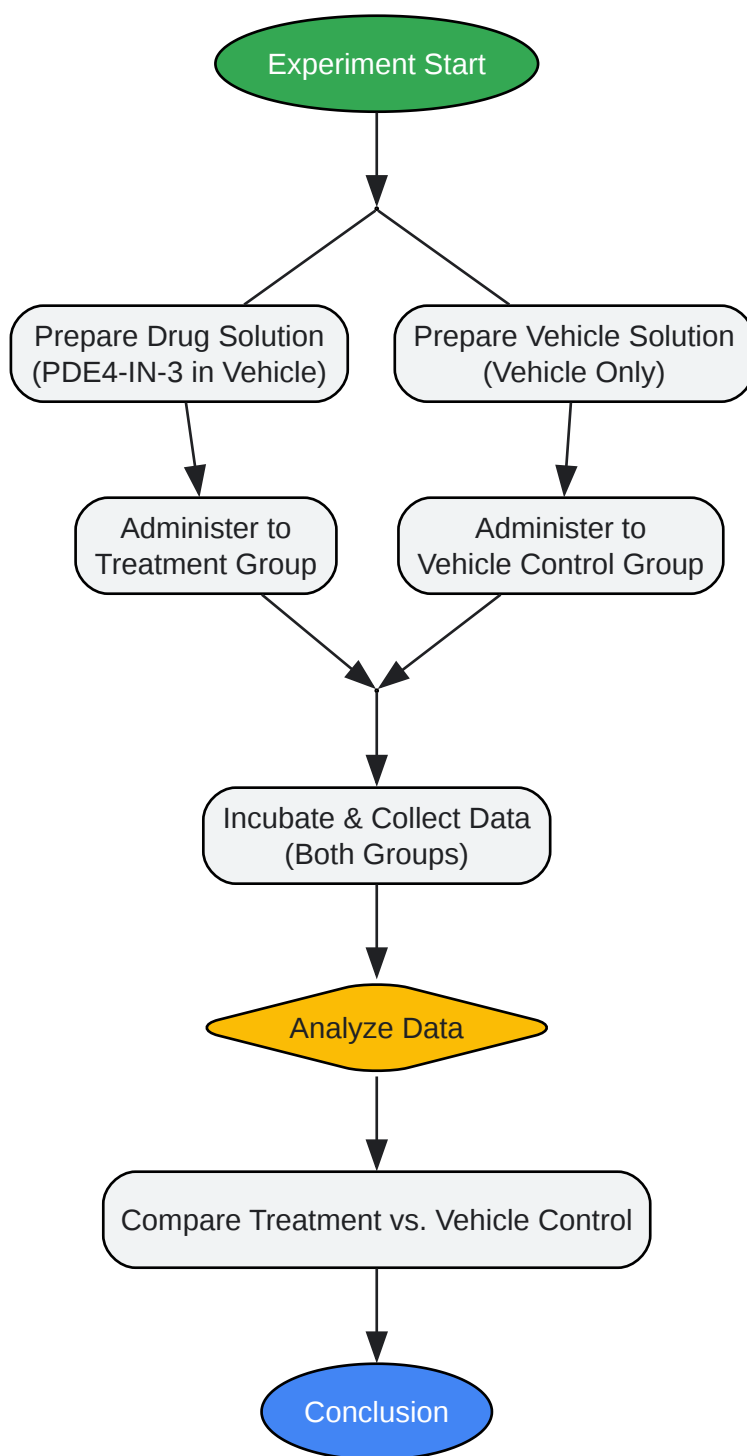 Experiment Start
Prepare Drug Solution
(PDE4-IN-3 in Vehicle)
Prepare Vehicle Solution
(Vehicle Only)
Administer to
Treatment Group
Administer to
Vehicle Control Group
Incubate & Collect Data
(Both Groups)
Analyze Data
Compare Treatment vs. Vehicle Control
Conclusion